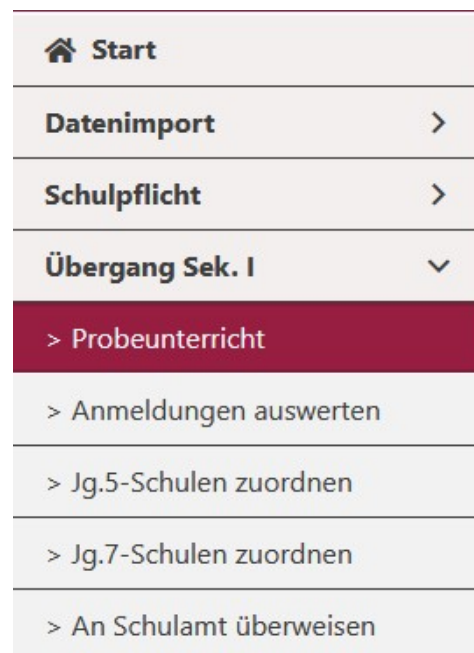 Start
Datenimport >
Schulpflicht >
Übergang Sek. I
> Probeunterricht
> Anmeldungen auswerten
> Jg.5-Schulen zuordnen
> Jg.7-Schulen zuordnen
> An Schulamt überweisen